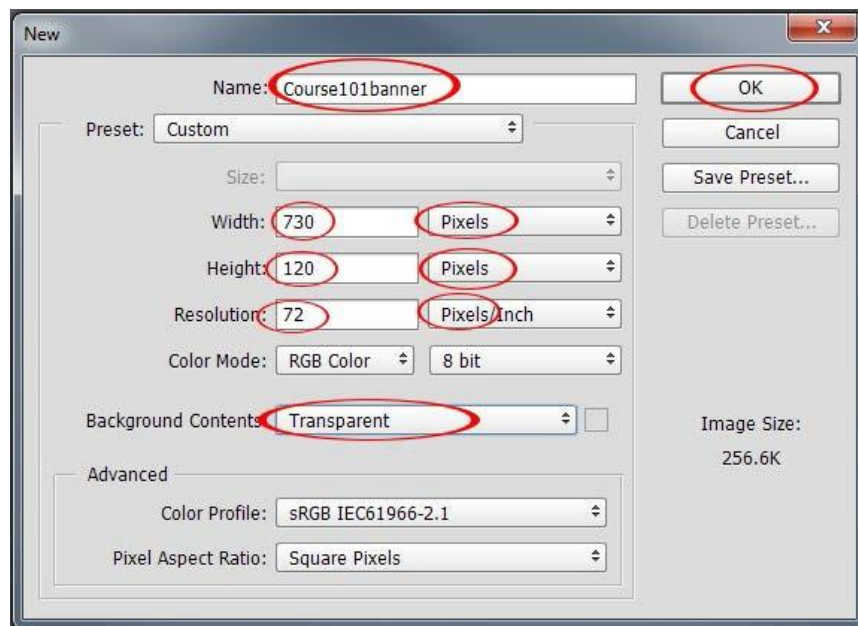 New
Name: Course101banner
OK
Preset: Custom
Cancel
Size:
Save Preset...
Width: 730 Pixels
Delete Preset...
Height: 120 Pixels
Resolution: 72 Pixels/Inch
Color Mode: RGB Color 8 bit
Background Contents Transparent
Image Size:
256.6K
Advanced
Color Profile: sRGB IEC61966-2.1
Pixel Aspect Ratio: Square Pixels